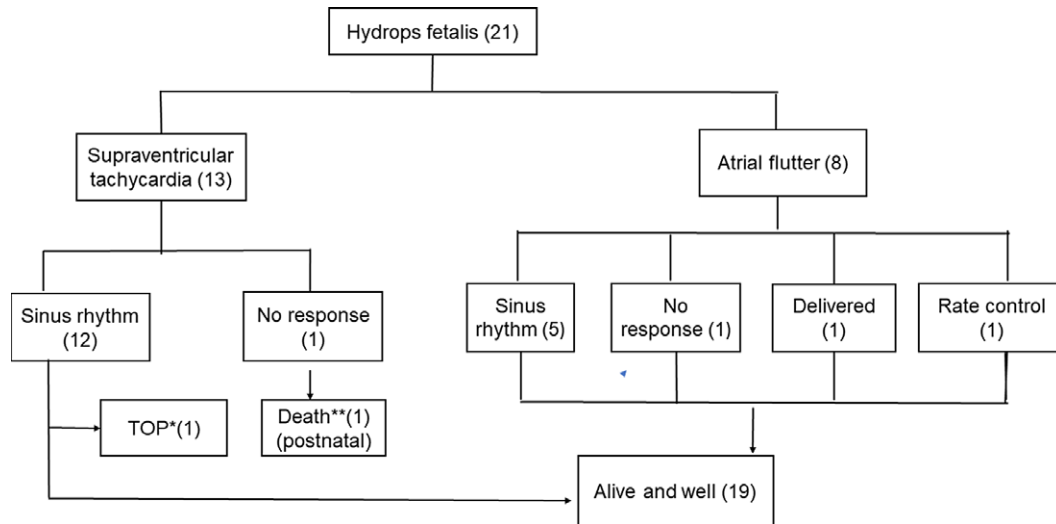 Hydrops fetalis (21)
Supraventricular
tachycardia (13)
Atrial flutter (8)
Sinus rhythm
(12)
No response
(1)
Sinus
rhythm (5)
No
response (1)
Delivered
(1)
Rate control
(1)
TOP*(1)
Death**(1)
(postnatal)
Alive and well (19)